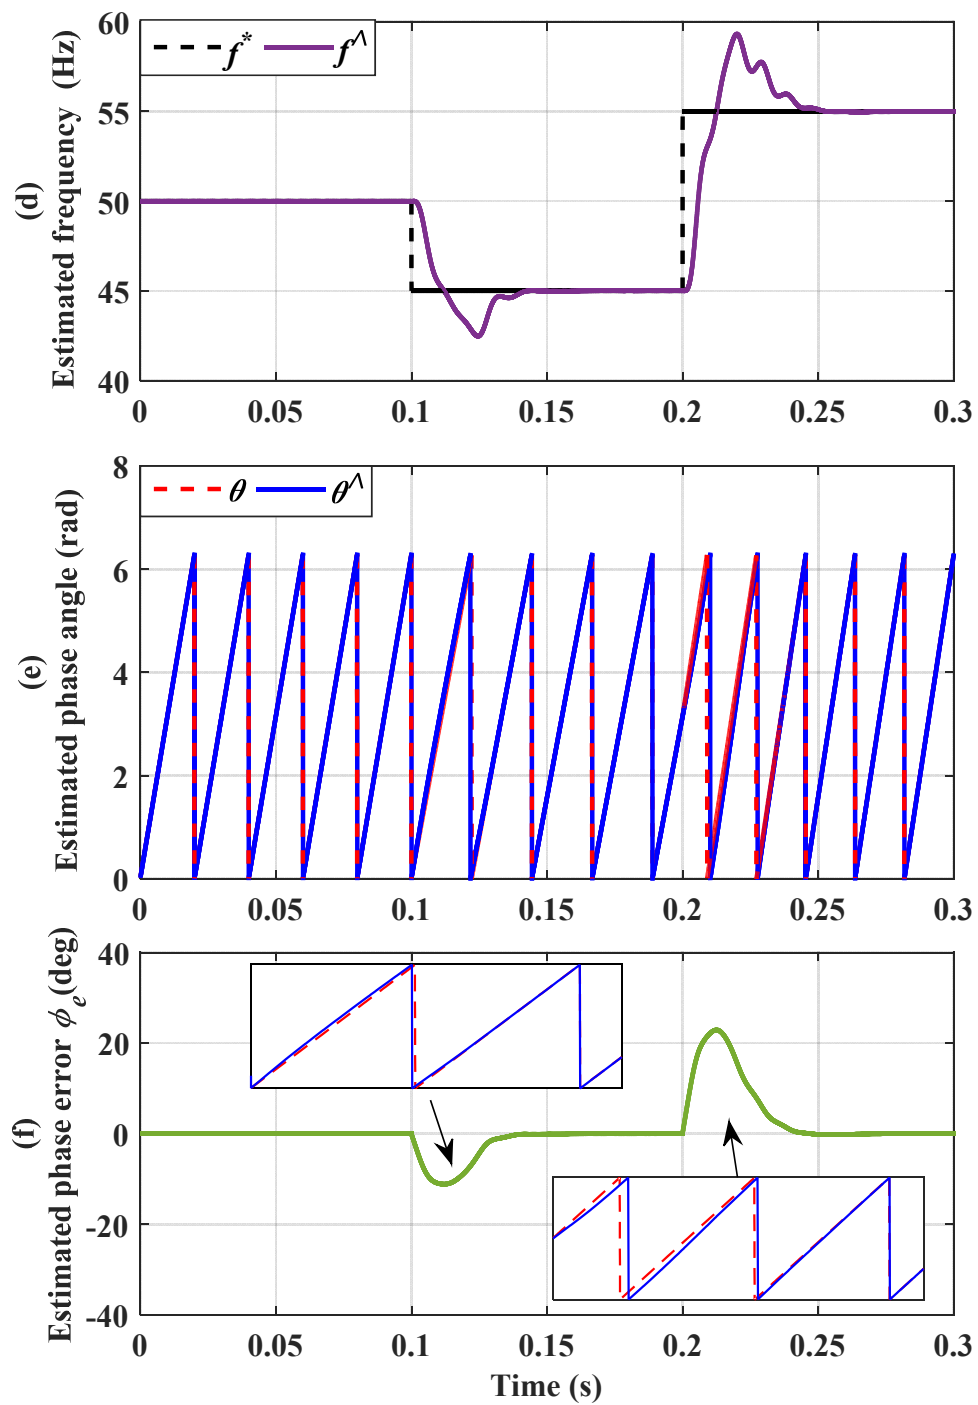 (d)
Estimated frequency (Hz)
60
55
50
45
40
f* f^
0 0.05 0.1 0.15 0.2 0.25 0.3
(e)
Estimated phase angle (rad)
8
6
4
2
0
θ θ^
0 0.05 0.1 0.15 0.2 0.25 0.3
(f)
Estimated phase error ϕe(deg)
40
20
0
-20
-40
0 0.05 0.1 0.15 0.2 0.25 0.3
Time (s)